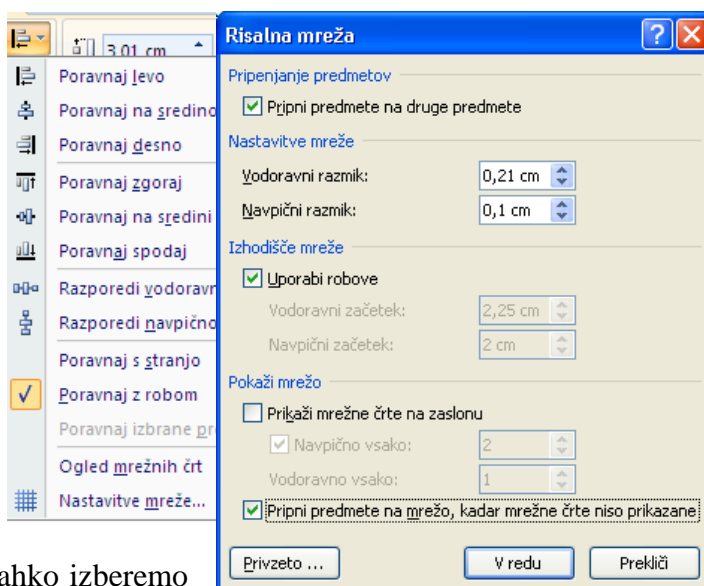 3,01 cm
Poravnaj levo
Poravnaj na sredino
Poravnaj desno
Poravnaj zgoraj
Poravnaj na sredini
Poravnaj spodaj
Razporedi vodoravn
Razporedi navpično
Poravnaj s stranjo
Poravnaj z robom
Poravnaj izbrane pr
Ogled mrežnih črt
Nastavitve mreže...
Risalna mreža
Pripenjanje predmetov
Pripni predmete na druge predmete
Nastavitve mreže
Vodoravni razmik: 0,21 cm
Navpični razmik: 0,1 cm
Izhodišče mreže
Uporabi robove
Vodoravni začetek: 2,25 cm
Navpični začetek: 2 cm
Pokaži mrežo
Prikaži mrežne črte na zaslonu
Navpično vsako: 2
Vodoravno vsako: 1
Pripni predmete na mrežo, kadar mrežne črte niso prikazane
Privzeto ... V redu Prekliči
ahko izberemo